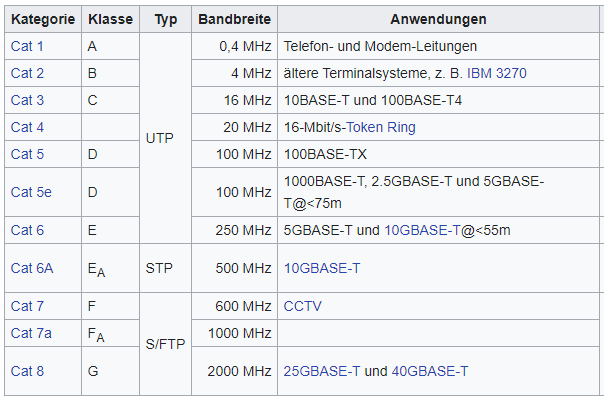 Kategorie Klasse Typ Bandbreite Anwendungen
Cat 1 A UTP 0,4 MHz Telefon- und Modem-Leitungen
Cat 2 B 4 MHz ältere Terminalsysteme, z. B. IBM 3270
Cat 3 C 16 MHz 10BASE-T und 100BASE-T4
Cat 4 20 MHz 16-Mbit/s-Token Ring
Cat 5 D 100 MHz 100BASE-TX
Cat 5e D 100 MHz 1000BASE-T, 2.5GBASE-T und 5GBASE-
T@<75m
Cat 6 E 250 MHz 5GBASE-T und 10GBASE-T@<55m
Cat 6A EA STP 500 MHz 10GBASE-T
Cat 7 F S/FTP 600 MHz CCTV
Cat 7a FA 1000 MHz
Cat 8 G 2000 MHz 25GBASE-T und 40GBASE-T